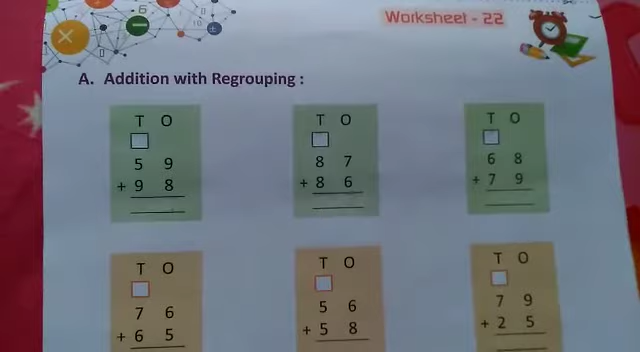 Worksheet - 22
A. Addition with Regrouping :
T O T O T O
5 9 8 7 6 8
+ 9 8 + 8 6 + 7 9
T O T O T O
7 6 5 6 7 9
+ 6 5 + 5 8 + 2 5